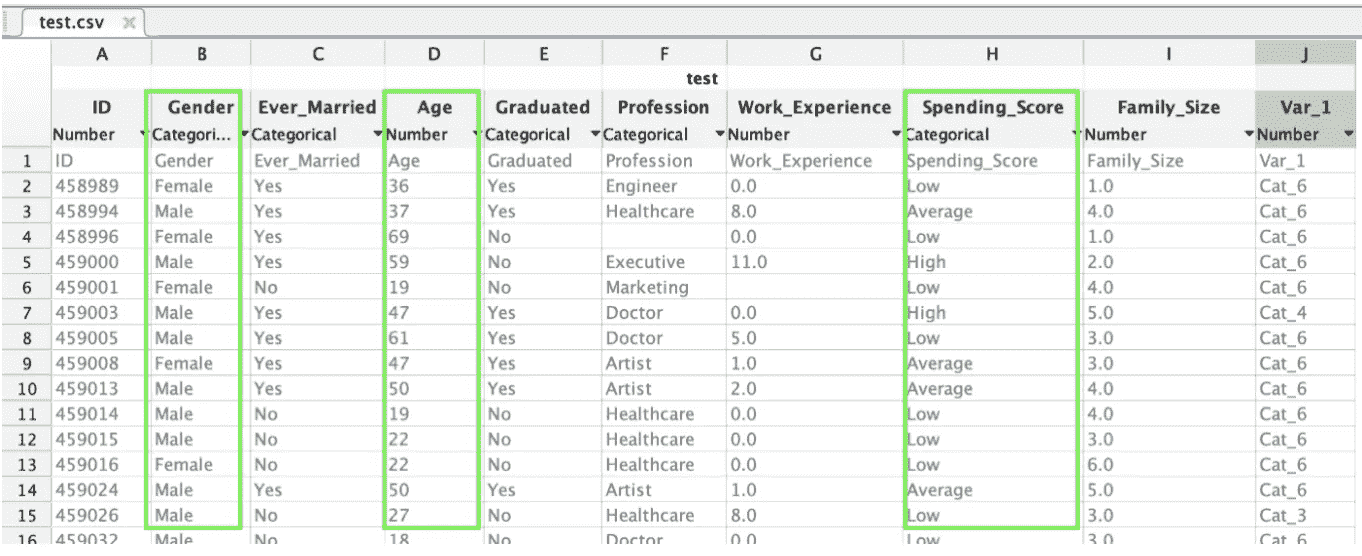 test.csv
A B C D E F G H I J
test
ID Gender Ever_Married Age Graduated Profession Work_Experience Spending_Score Family_Size Var_1
Number Categori... Categorical Number Categorical Categorical Number Categorical Number Number
1 ID Gender Ever_Married Age Graduated Profession Work_Experience Spending_Score Family_Size Var_1
2 458989 Female Yes 36 Yes Engineer 0.0 Low 1.0 Cat_6
3 458994 Male Yes 37 Yes Healthcare 8.0 Average 4.0 Cat_6
4 458996 Female Yes 69 No 0.0 Low 1.0 Cat_6
5 459000 Male Yes 59 No Executive 11.0 High 2.0 Cat_6
6 459001 Female No 19 No Marketing Low 4.0 Cat_6
7 459003 Male Yes 47 Yes Doctor 0.0 High 5.0 Cat_4
8 459005 Male Yes 61 Yes Doctor 5.0 Low 3.0 Cat_6
9 459008 Female Yes 47 Yes Artist 1.0 Average 3.0 Cat_6
10 459013 Male Yes 50 Yes Artist 2.0 Average 4.0 Cat_6
11 459014 Male No 19 No Healthcare 0.0 Low 4.0 Cat_6
12 459015 Male No 22 No Healthcare 0.0 Low 3.0 Cat_6
13 459016 Female No 22 No Healthcare 0.0 Low 6.0 Cat_6
14 459024 Male Yes 50 Yes Artist 1.0 Average 5.0 Cat_6
15 459026 Male No 27 No Healthcare 8.0 Low 3.0 Cat_3
16 459032 Male No 18 No Doctor 0.0 Low 3.0 Cat_6